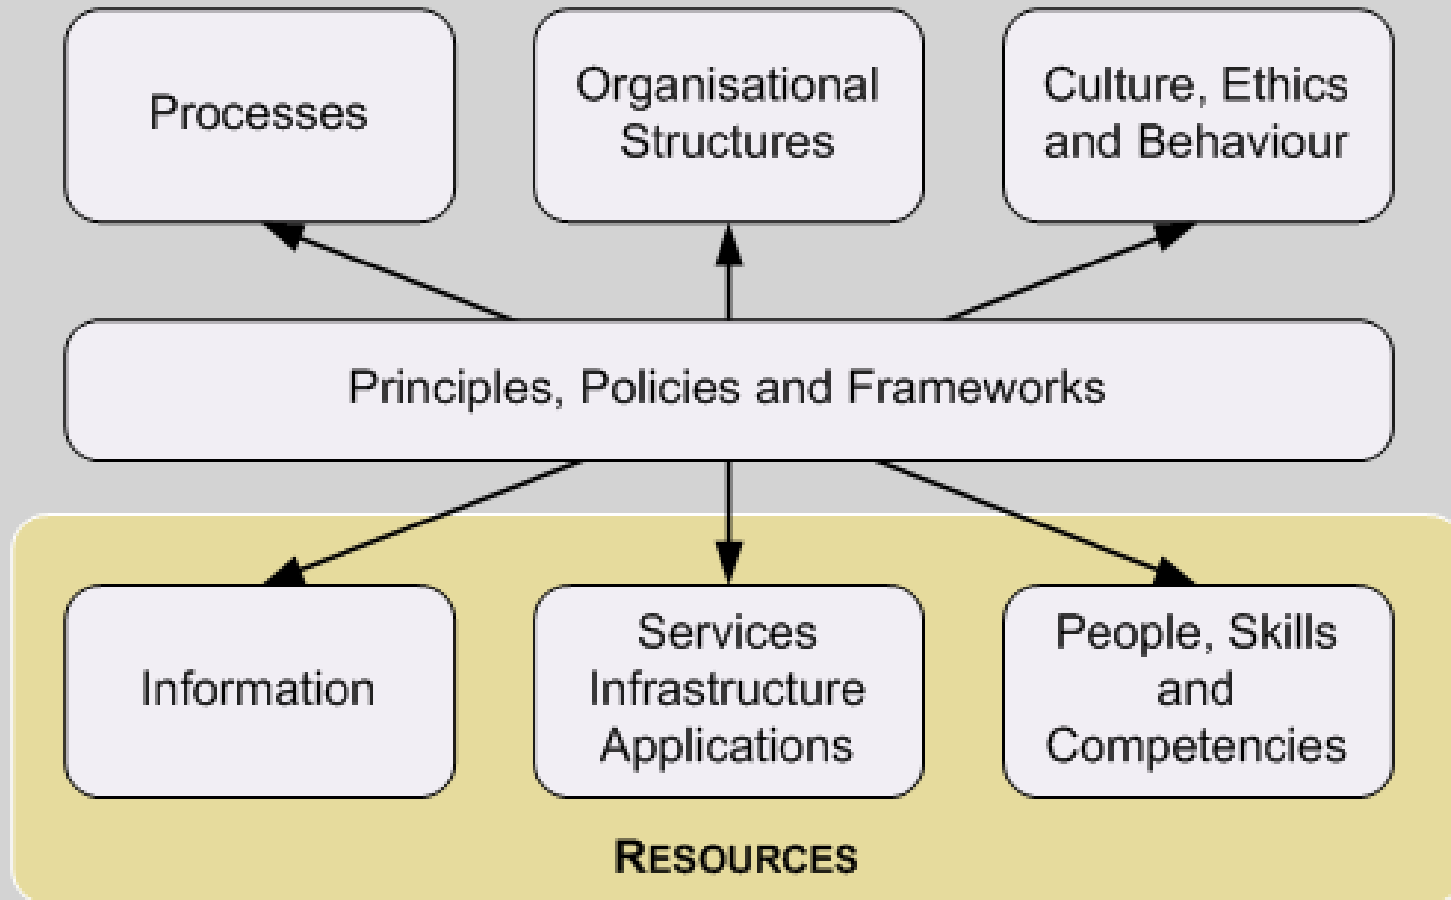 Processes
Organisational
Structures
Culture, Ethics
and Behaviour
Principles, Policies and Frameworks
Information
Services
Infrastructure
Applications
People, Skills
and
Competencies
RESOURCES